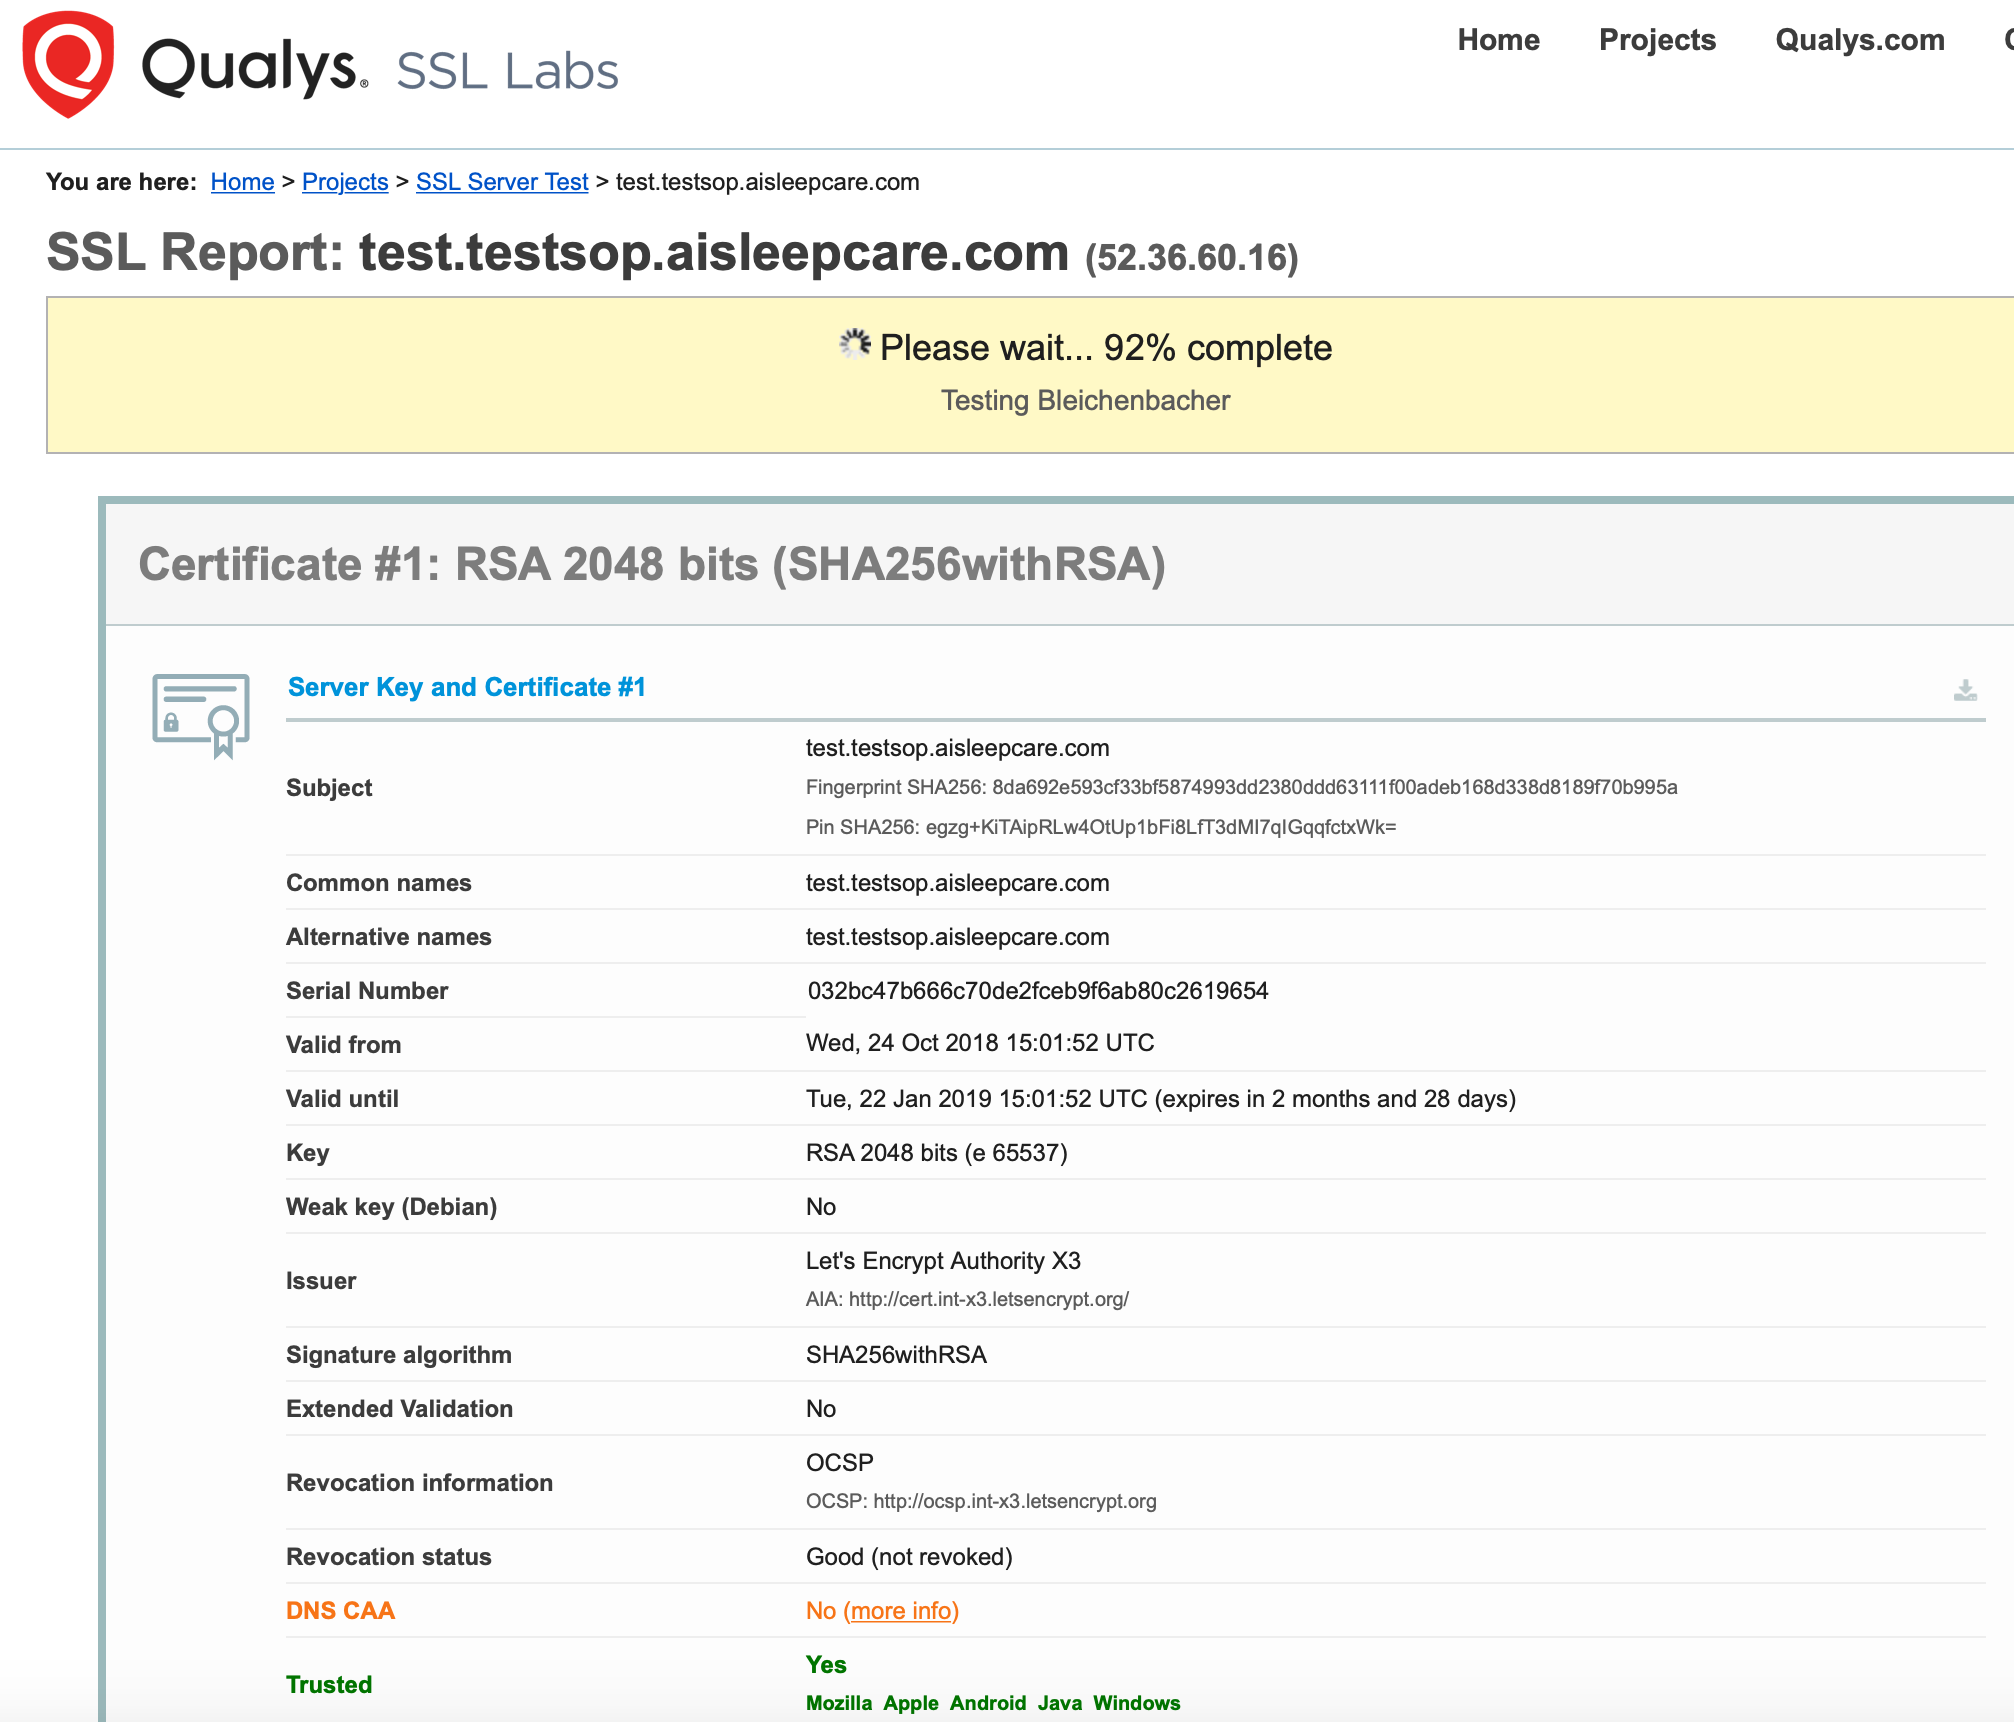 Qualys® SSL Labs
Home Projects Qualys.com
You are here: Home > Projects > SSL Server Test > test.testsop.aisleepcare.com
SSL Report: test.testsop.aisleepcare.com (52.36.60.16)
Please wait... 92% complete
Testing Bleichenbacher
Certificate #1: RSA 2048 bits (SHA256withRSA)
Server Key and Certificate #1
Subject
test.testsop.aisleepcare.com
Fingerprint SHA256: 8da692e593cf33bf5874993dd2380ddd63111f00adeb168d338d8189f70b995a
Pin SHA256: egzg+KiTAipRLw4OtUp1bFi8LfT3dMI7qIGqqfctxWk=
Common names test.testsop.aisleepcare.com
Alternative names test.testsop.aisleepcare.com
Serial Number 032bc47b666c70de2fceb9f6ab80c2619654
Valid from Wed, 24 Oct 2018 15:01:52 UTC
Valid until Tue, 22 Jan 2019 15:01:52 UTC (expires in 2 months and 28 days)
Key RSA 2048 bits (e 65537)
Weak key (Debian) No
Issuer
Let's Encrypt Authority X3
AIA: http://cert.int-x3.letsencrypt.org/
Signature algorithm SHA256withRSA
Extended Validation No
Revocation information
OCSP
OCSP: http://ocsp.int-x3.letsencrypt.org
Revocation status Good (not revoked)
DNS CAA No (more info)
Trusted
Yes
Mozilla Apple Android Java Windows